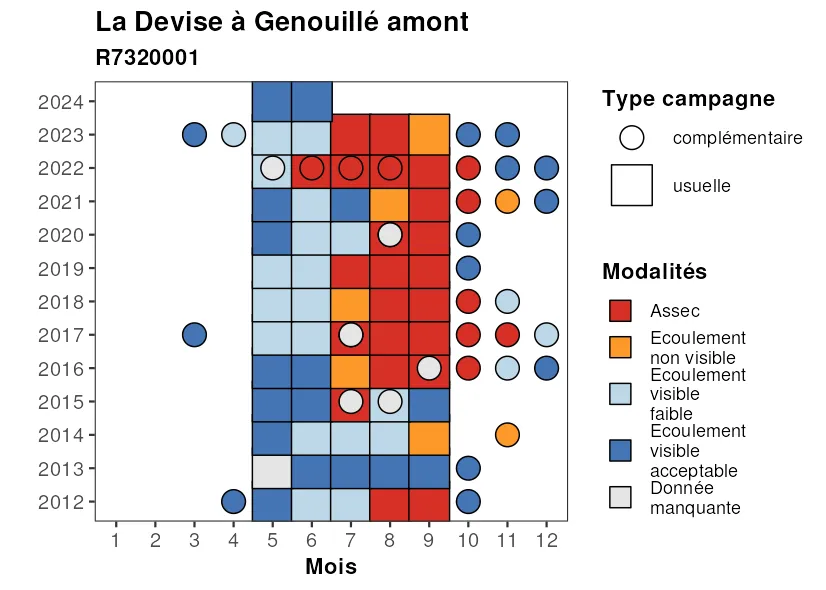 La Devise à Genouillé amont
R7320001
2024
2023
2022
2021
2020
2019
2018
2017
2016
2015
2014
2013
2012
1 2 3 4 5 6 7 8 9 10 11 12
Mois
Type campagne
complémentaire
usuelle
Modalités
Assec
Ecoulement
non visible
Ecoulement
visible
faible
Ecoulement
visible
acceptable
Donnée
manquante